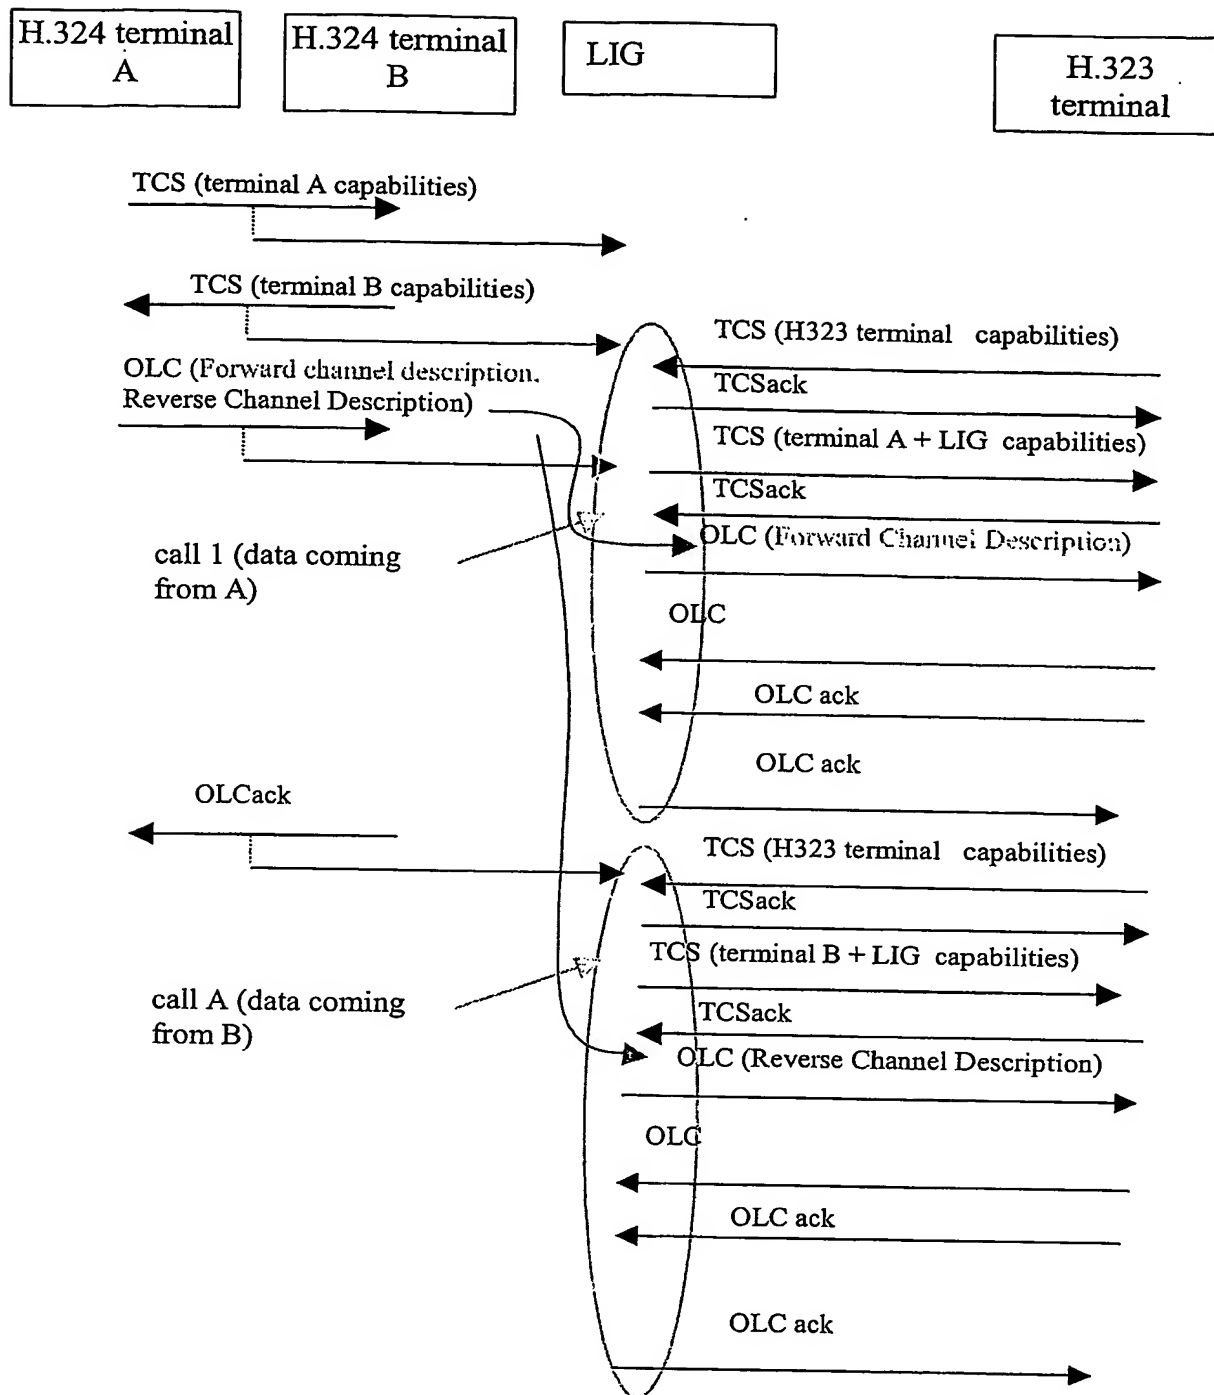 H.324 terminal
A
H.324 terminal
B
LIG
H.323
terminal
TCS (terminal A capabilities)
TCS (terminal B capabilities)
TCS (H323 terminal capabilities)
OLC (Forward channel description,
Reverse Channel Description)
TCSack
TCS (terminal A + LIG capabilities)
TCSack
OLC (Forward Channel Description)
call 1 (data coming
from A)
OLC
OLC ack
OLC ack
OLCack
TCS (H323 terminal capabilities)
TCSack
TCS (terminal B + LIG capabilities)
call A (data coming
from B)
TCSack
OLC (Reverse Channel Description)
OLC
OLC ack
OLC ack